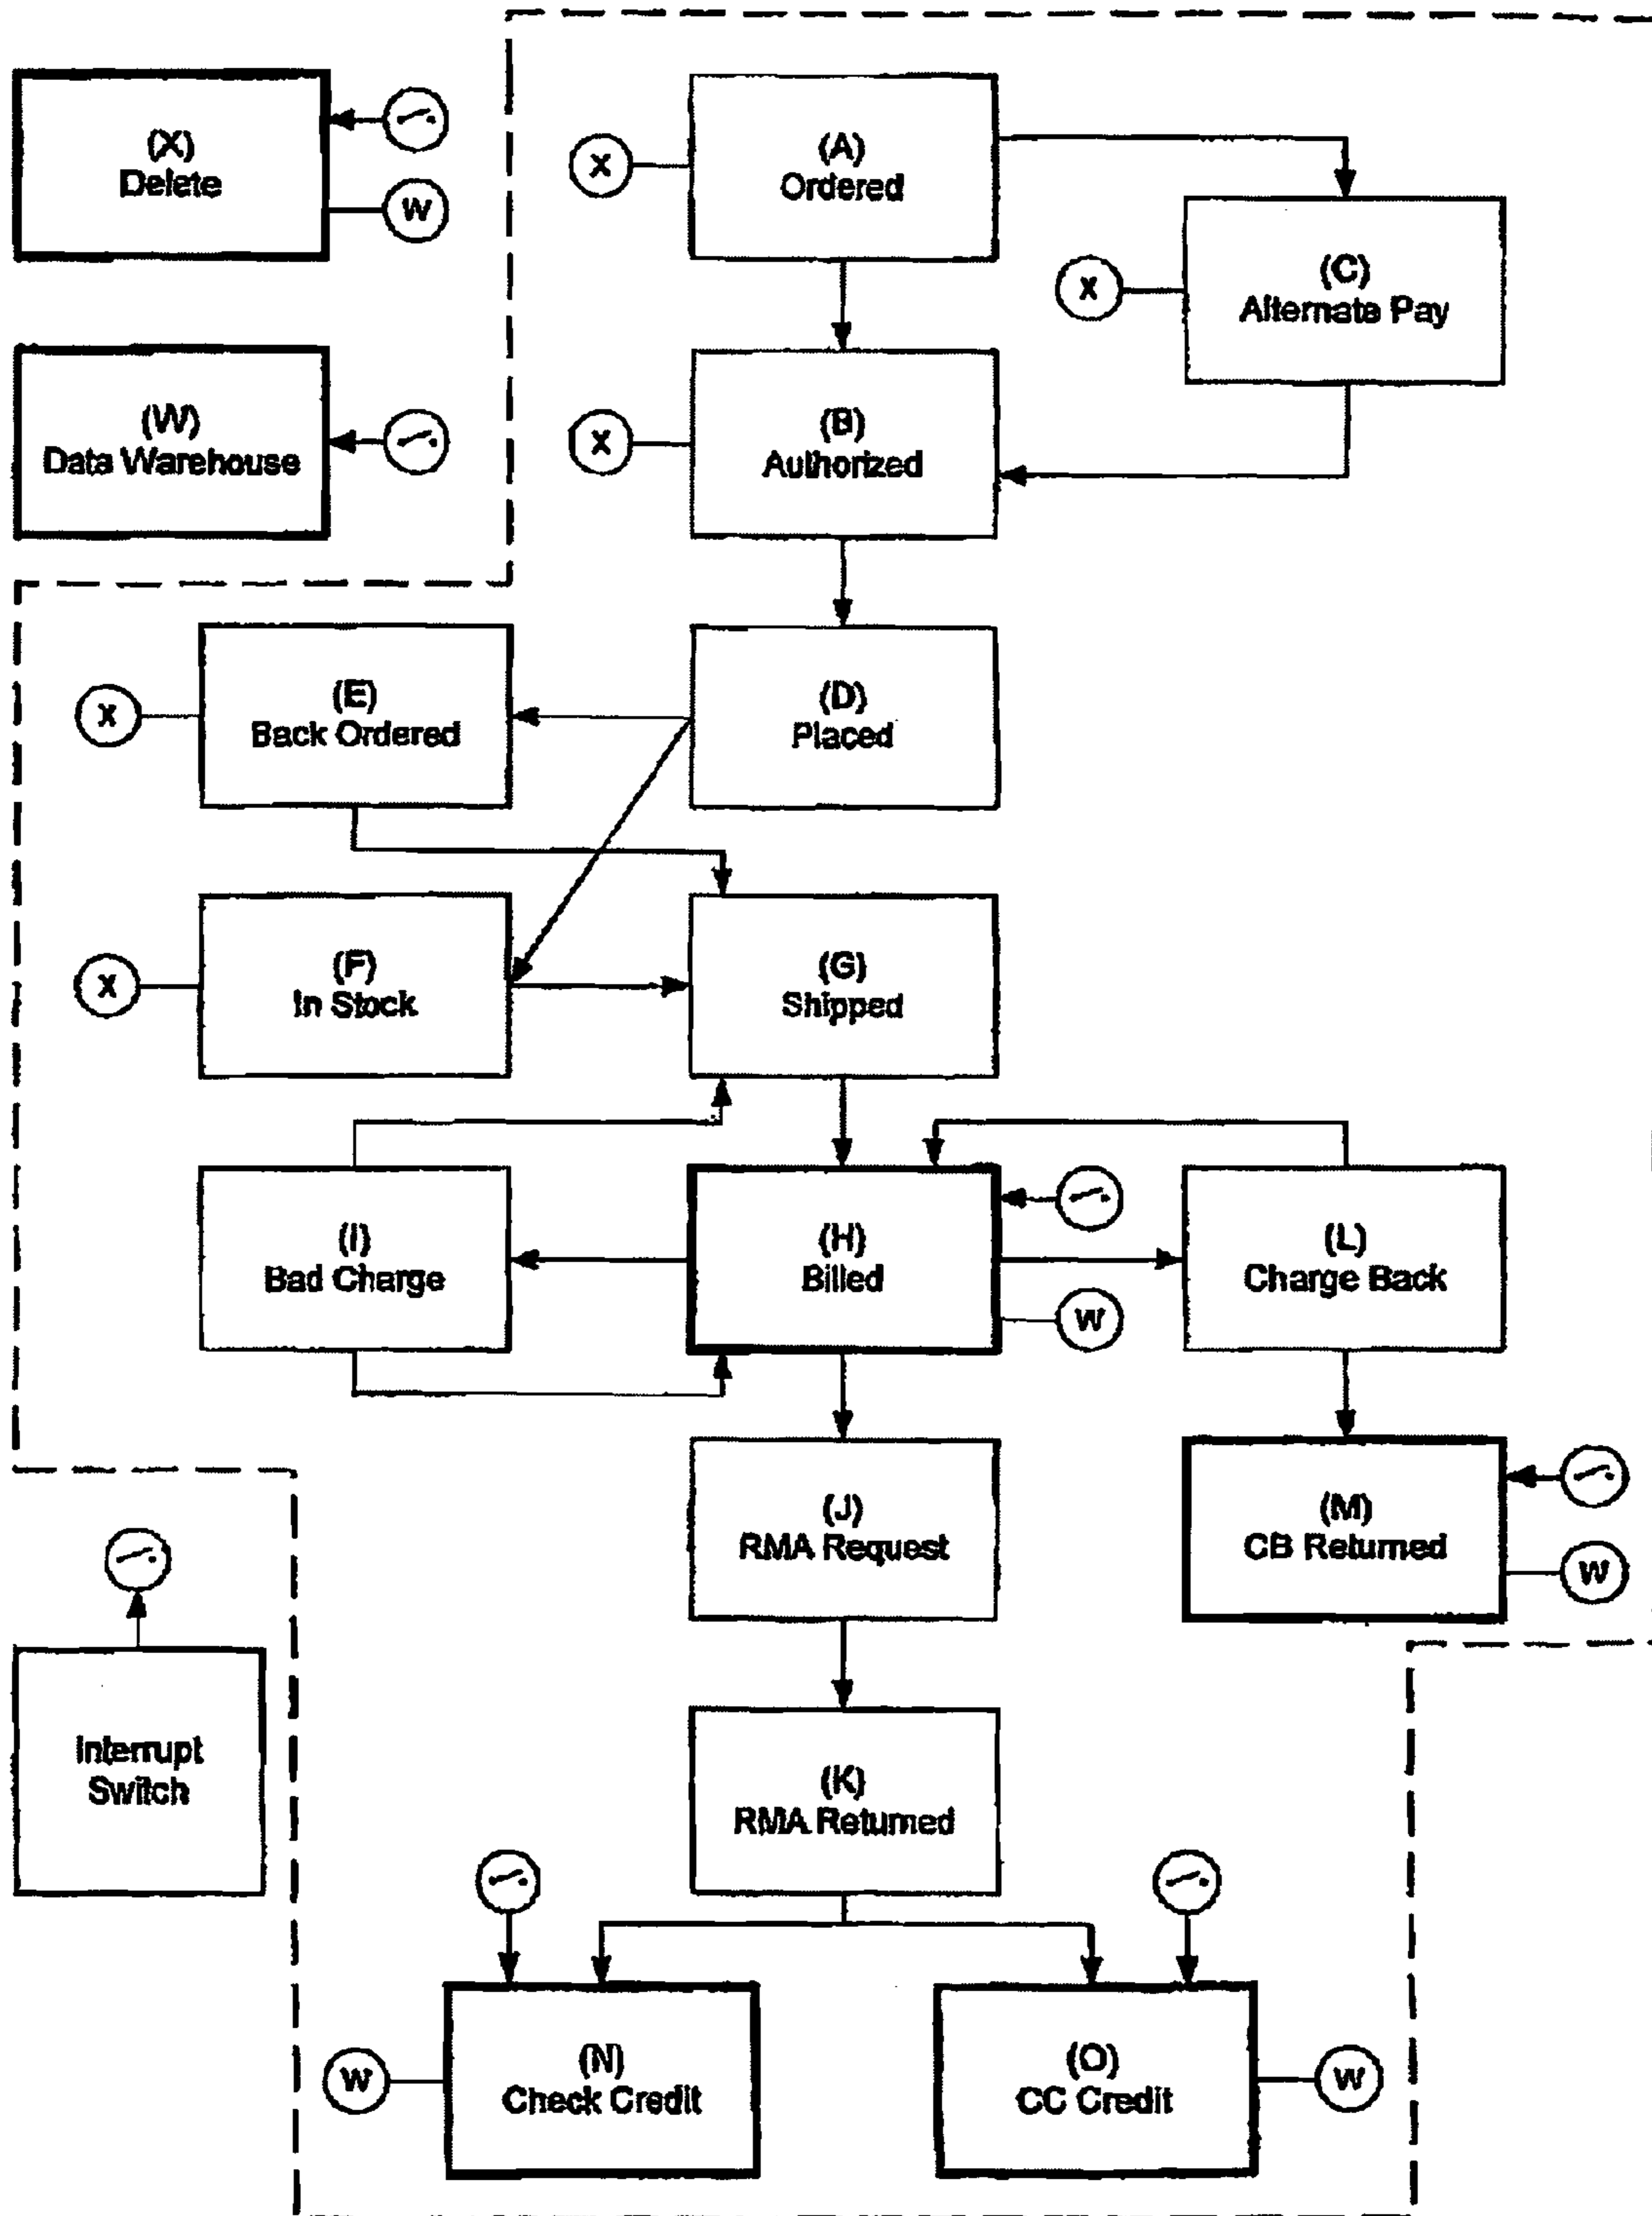 (X)
Delete
W
(W)
Data Warehouse
X
(A)
Ordered
X
(C)
Alternate Pay
X
(B)
Authorized
X
(E)
Back Ordered
(D)
Placed
X
(F)
In Stock
(G)
Shipped
(I)
Bad Charge
(H)
Billed
W
(L)
Charge Back
(J)
RMA Request
(M)
CB Returned
W
Interrupt
Switch
(K)
RMA Returned
W
(N)
Check Credit
(O)
CC Credit
W